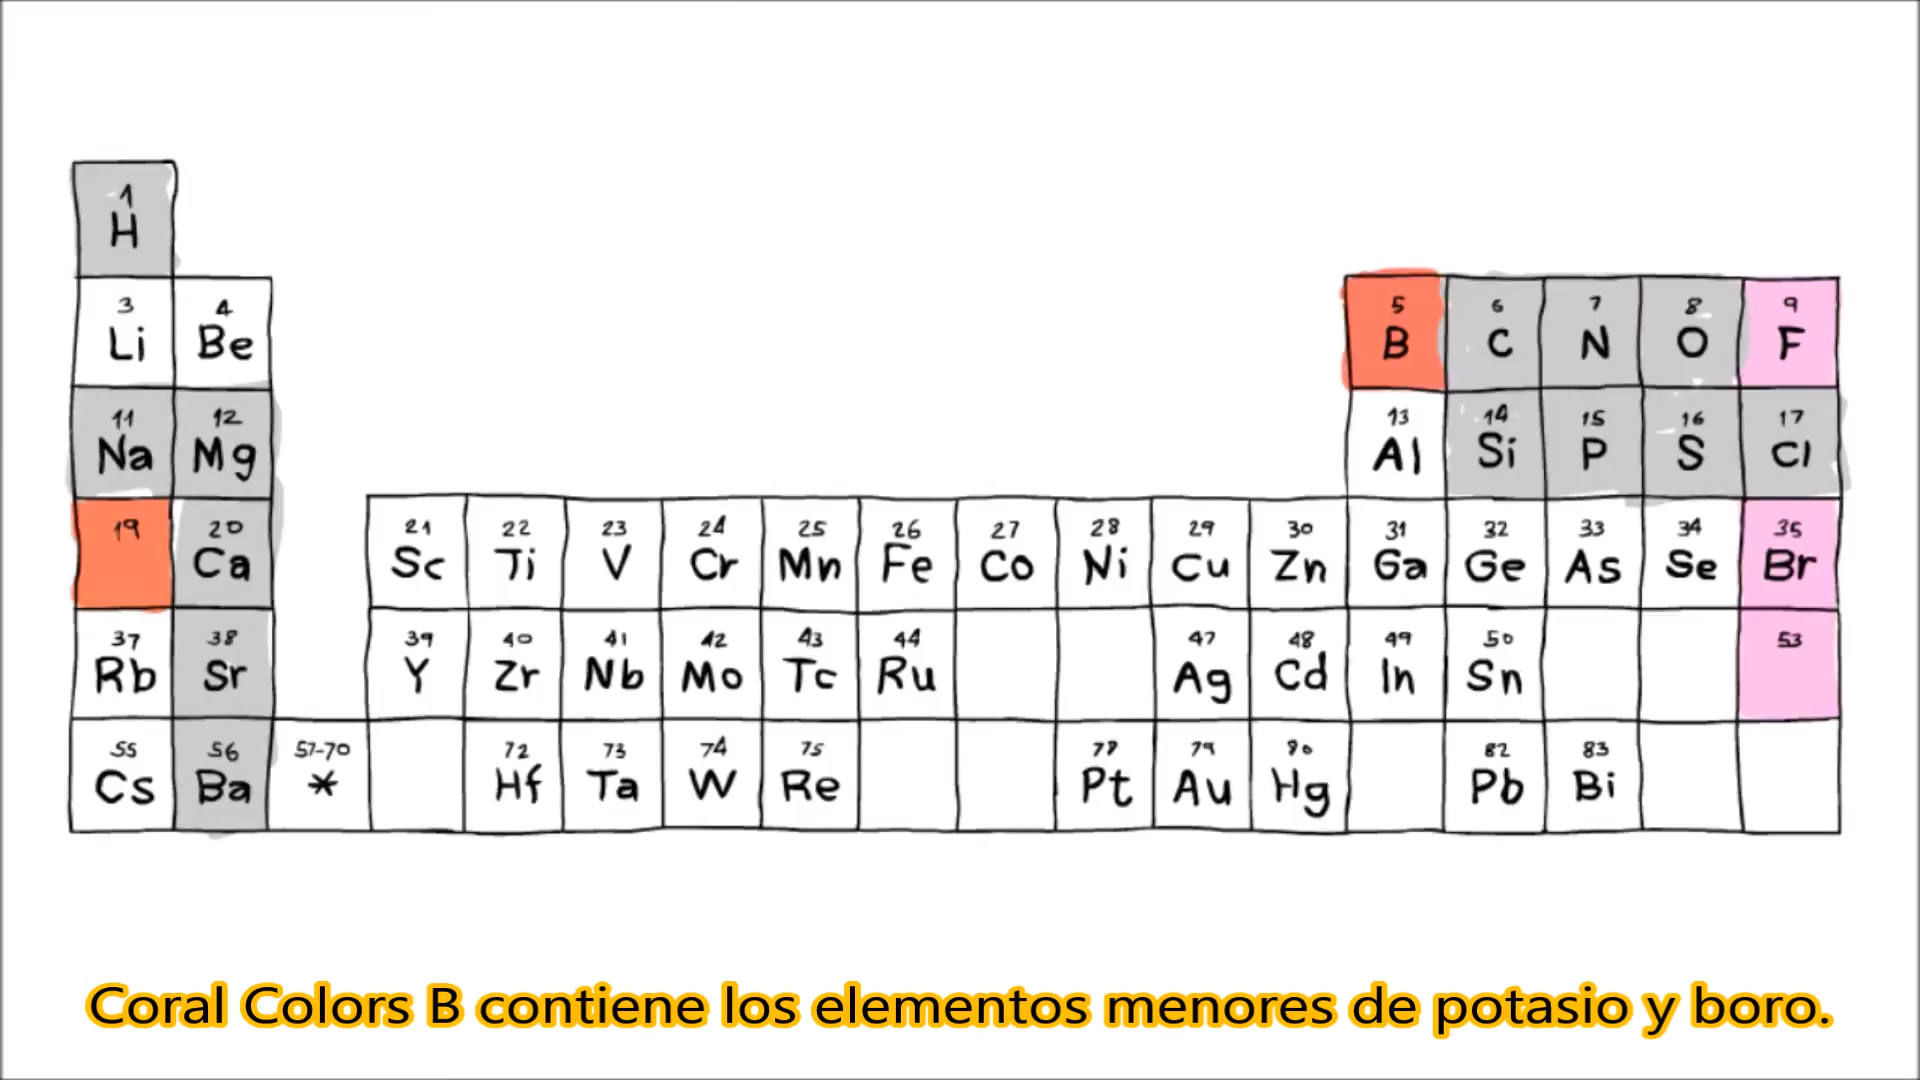 1
H
3 4 5 6 7 8 9
Li Be B C N O F
11 12 13 14 15 16 17
Na Mg Al Si P S Cl
19 20 21 22 23 24 25 26 27 28 29 30 31 32 33 34 35
Ca Sc Ti V Cr Mn Fe Co Ni Cu Zn Ga Ge As Se Br
37 38 39 40 41 42 43 44 47 48 49 50 53
Rb Sr Y Zr Nb Mo Tc Ru Ag Cd In Sn
55 56 57-70 72 73 74 75 78 79 80 82 83
Cs Ba * Hf Ta W Re Pt Au Hg Pb Bi
Coral Colors B contiene los elementos menores de potasio y boro.